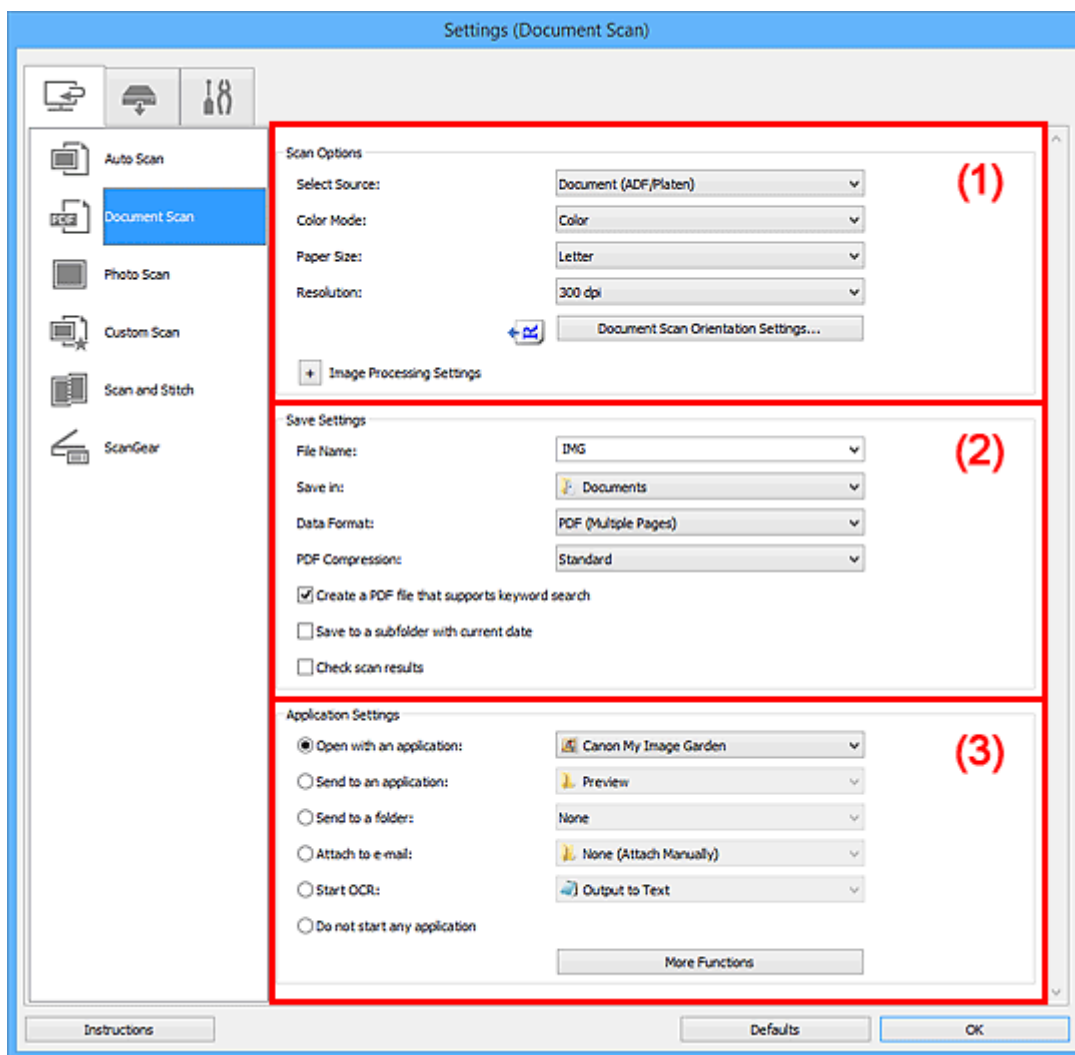 Settings (Document Scan)
Auto Scan
PDF
Document Scan
Photo Scan
Custom Scan
Scan and Stitch
ScanGear
Scan Options
(1)
Select Source: Document (ADF/Platen)
Color Mode: Color
Paper Size: Letter
Resolution: 300 dpi
R Document Scan Orientation Settings...
+ Image Processing Settings
Save Settings
(2)
File Name: IMG
Save in: Documents
Data Format: PDF (Multiple Pages)
PDF Compression: Standard
Create a PDF file that supports keyword search
Save to a subfolder with current date
Check scan results
Application Settings
(3)
Open with an application: Canon My Image Garden
Send to an application: Preview
Send to a folder: None
Attach to e-mail: None (Attach Manually)
Start OCR: Output to Text
Do not start any application
More Functions
Instructions Defaults OK